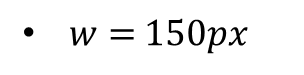 • w = 150px